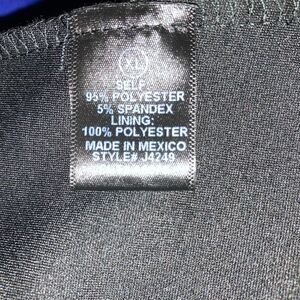 XL
SELF
95% POLYESTER
5% SPANDEX
LINING:
100% POLYESTER
MADE IN MEXICO
STYLE# J4249